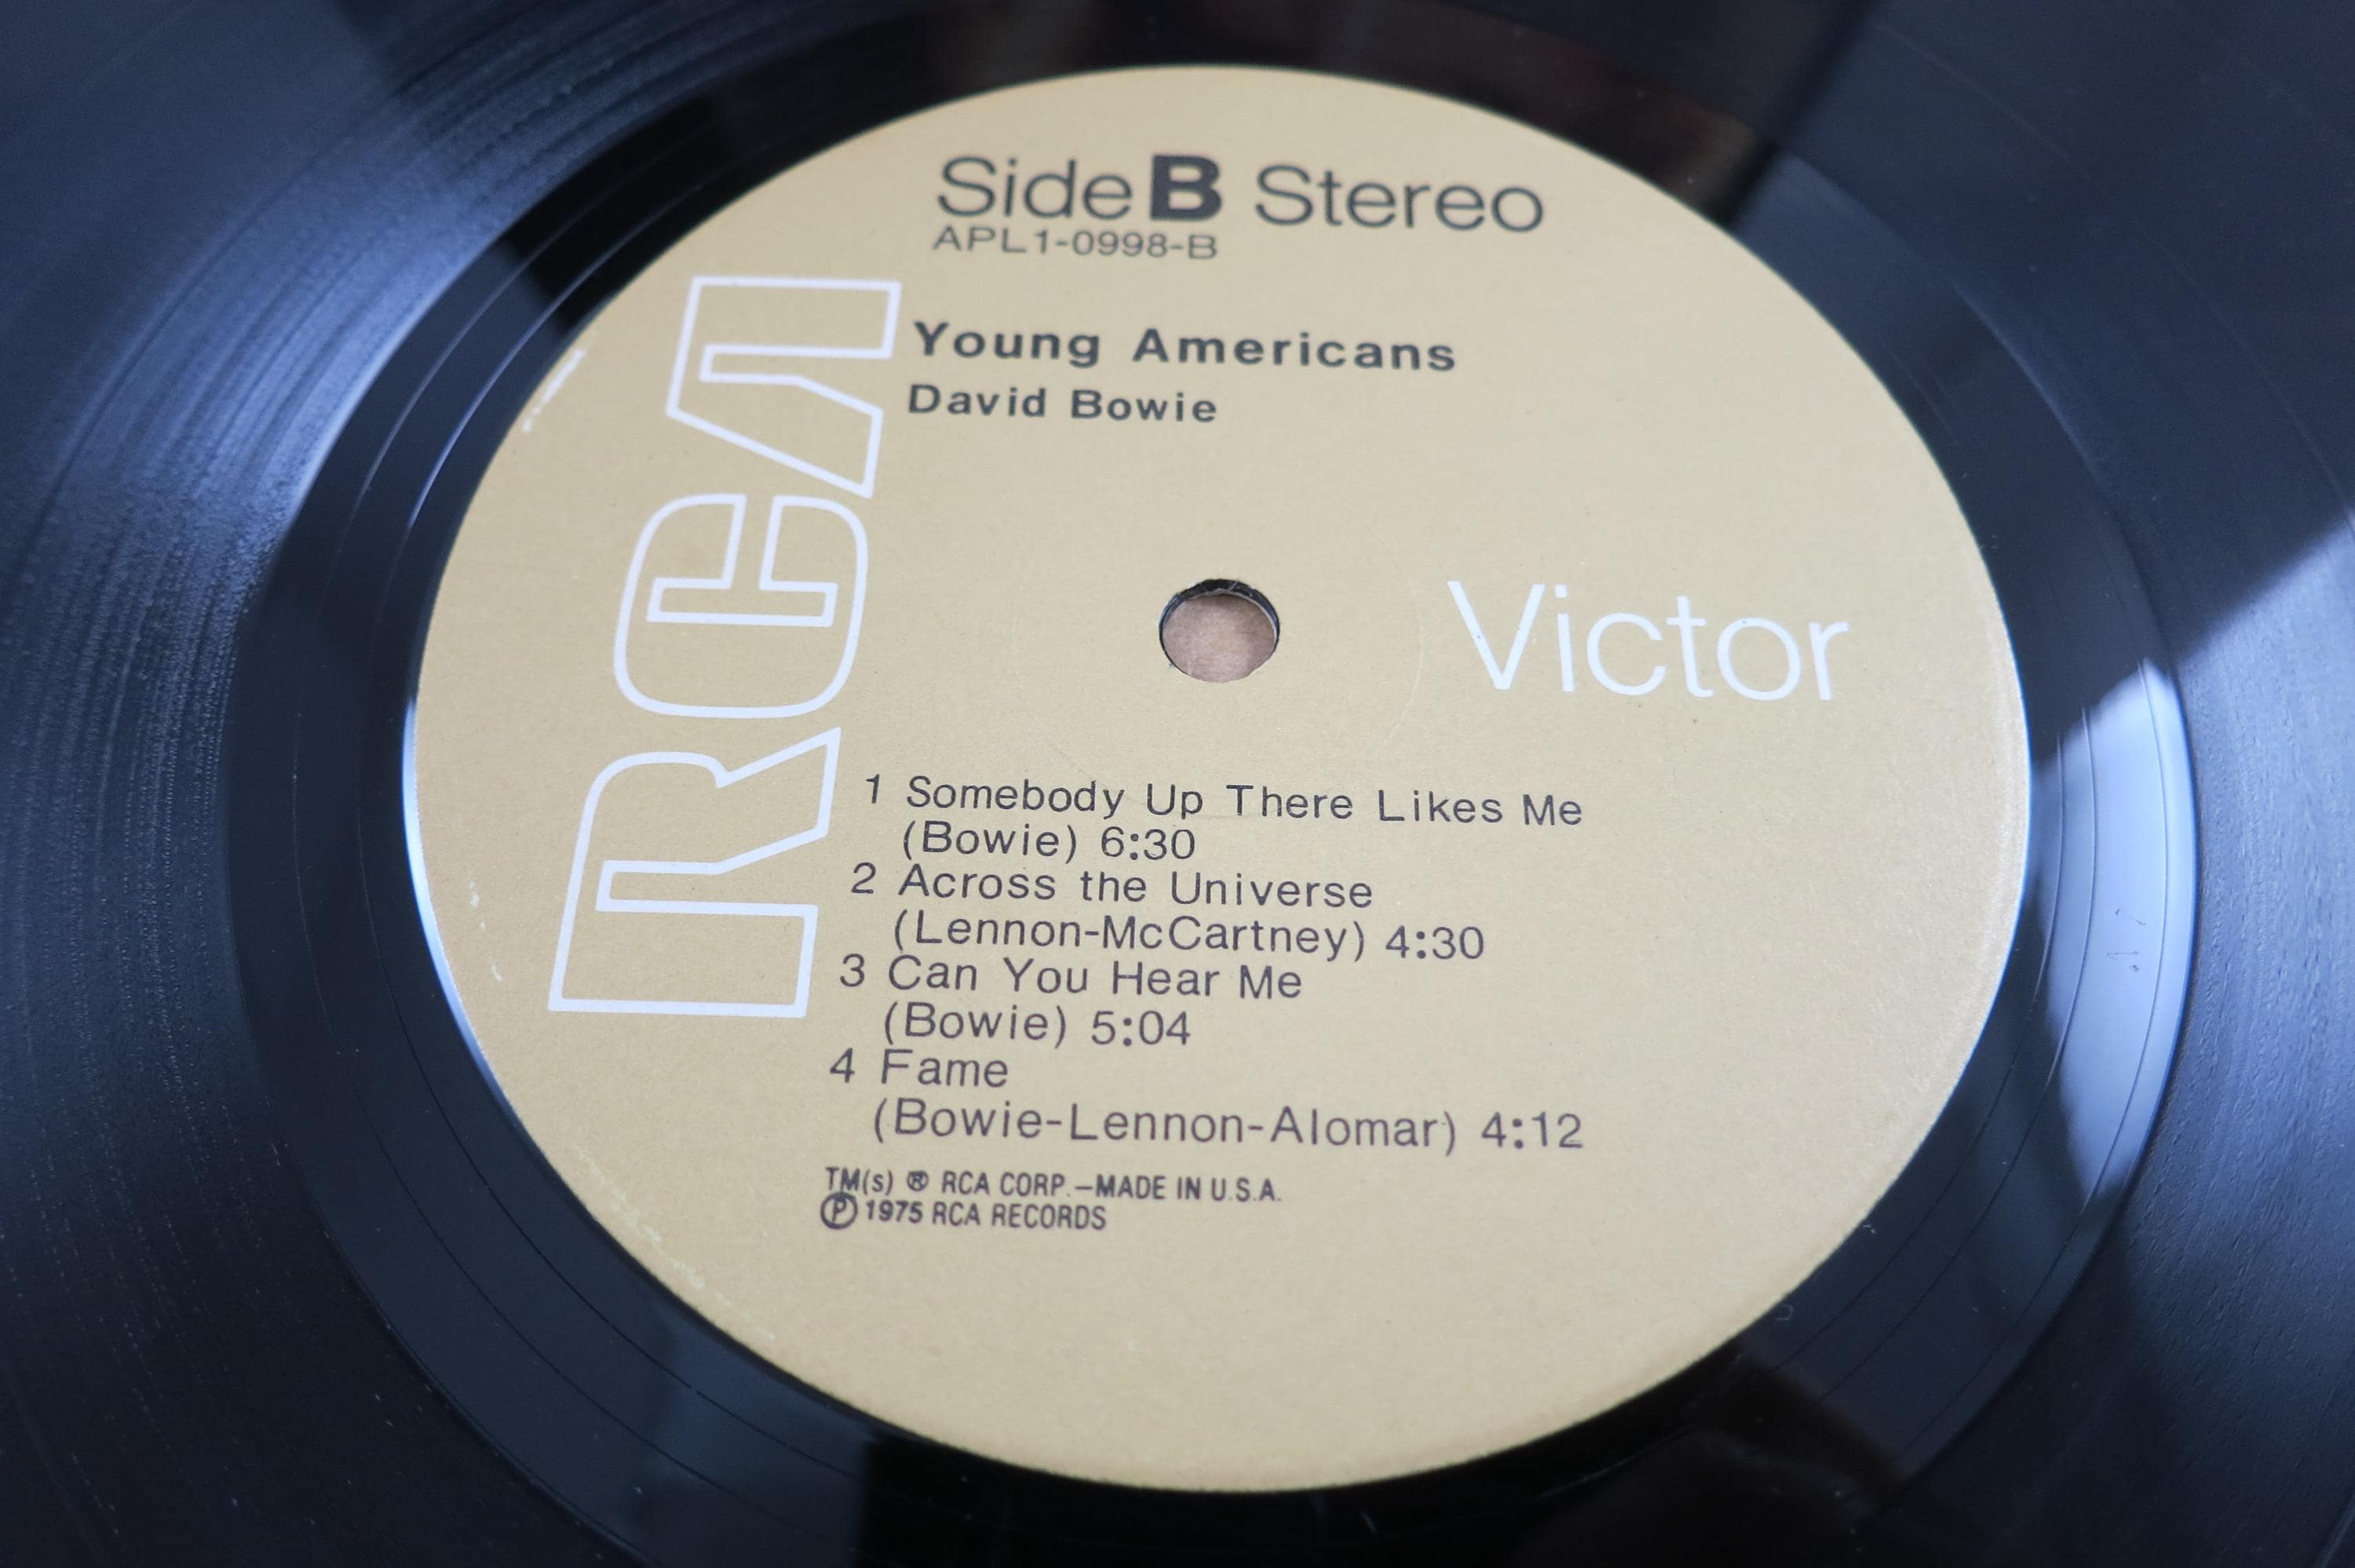 Side B Stereo
APL1-0998-B
Young Americans
David Bowie
RCA
Victor
1 Somebody Up There Likes Me
(Bowie) 6:30
2 Across the Universe
(Lennon-McCartney) 4:30
3 Can You Hear Me
(Bowie) 5:04
4 Fame
(Bowie-Lennon-Alomar) 4:12
TM(s) ® RCA CORP.—MADE IN U.S.A.
Ⓟ 1975 RCA RECORDS